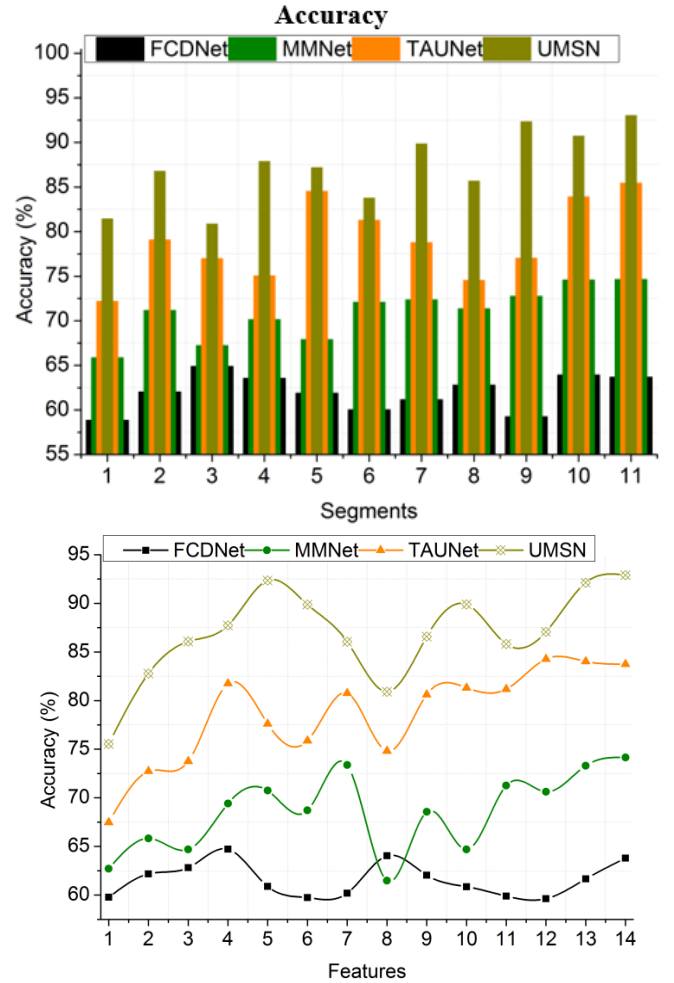 Accuracy
FCDNet MMNet TAUNet UMSN
100
95
90
85
80
75
70
65
60
55
Accuracy (%)
1 2 3 4 5 6 7 8 9 10 11
Segments
FCDNet MMNet TAUNet UMSN
95
90
85
80
75
70
65
60
Accuracy (%)
1 2 3 4 5 6 7 8 9 10 11 12 13 14
Features